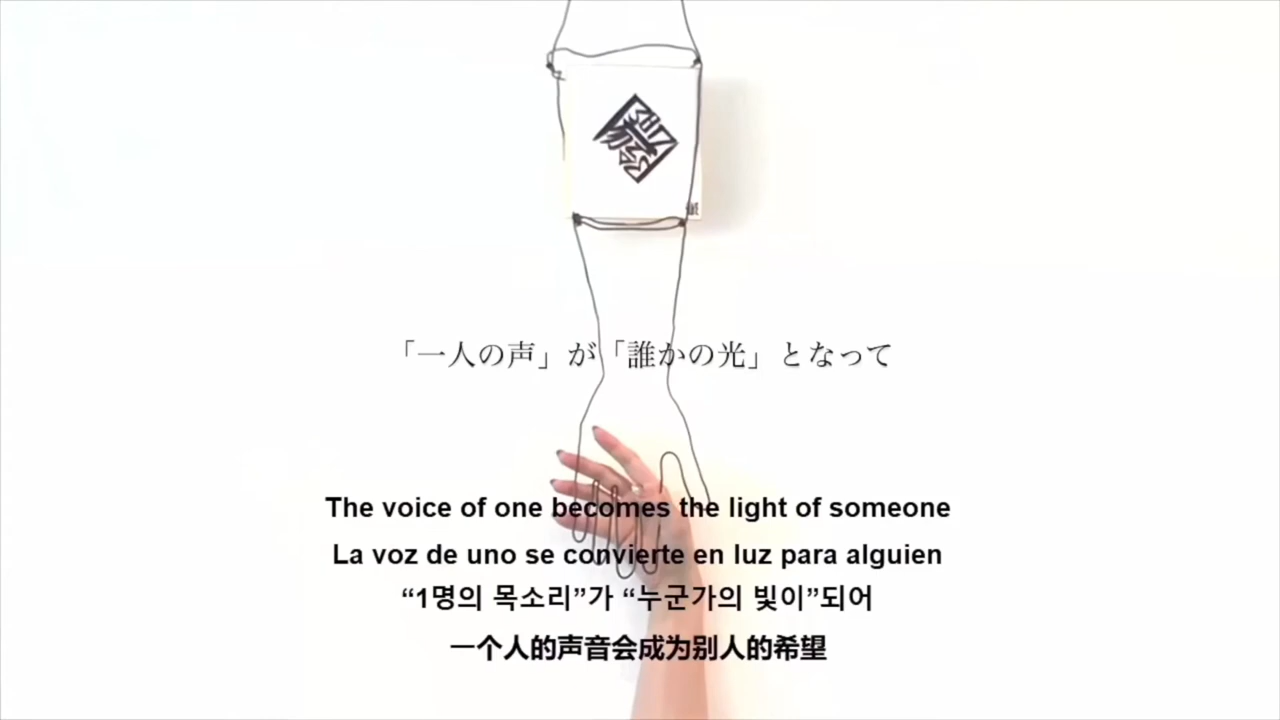 「一人の声」が「誰かの光」となって
The voice of one becomes the light of someone
La voz de uno se convierte en luz para alguien
“1명의 목소리”가 “누군가의 빛이”되어
一个人的声音会成为别人的希望